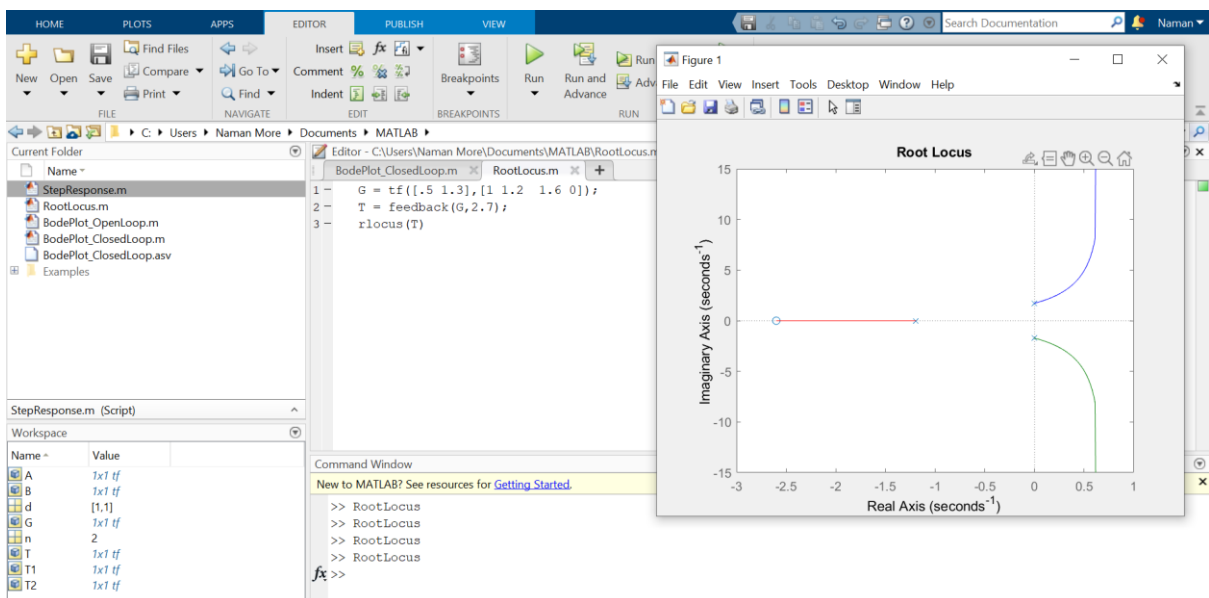 HOME PLOTS APPS EDITOR PUBLISH VIEW Search Documentation Naman
New Open Save
Find Files
Compare
Print
FILE
Go To
Find
NAVIGATE
Insert fx
Comment
Indent
EDIT
Breakpoints
BREAKPOINTS
Run
Run and Advance
Run
Adv
RUN
C: Users Naman More Documents MATLAB
Current Folder
Name
StepResponse.m
RootLocus.m
BodePlot_OpenLoop.m
BodePlot_ClosedLoop.m
BodePlot_ClosedLoop.asv
Examples
StepResponse.m (Script)
Workspace
Name Value
A 1x1 tf
B 1x1 tf
d [1,1]
G 1x1 tf
n 2
T 1x1 tf
T1 1x1 tf
T2 1x1 tf
Editor - C:\Users\Naman More\Documents\MATLAB\RootLocus.m
BodePlot_ClosedLoop.m RootLocus.m +
1 - G = tf([.5 1.3],[1 1.2 1.6 0]);
2 - T = feedback(G,2.7);
3 - rlocus(T)
Command Window
New to MATLAB? See resources for Getting Started.
>> RootLocus
>> RootLocus
>> RootLocus
>> RootLocus
fx >>
Figure 1
File Edit View Insert Tools Desktop Window Help
Root Locus
Imaginary Axis (seconds⁻¹)
15
10
5
0
-5
-10
-15
-3 -2.5 -2 -1.5 -1 -0.5 0 0.5 1
Real Axis (seconds⁻¹)